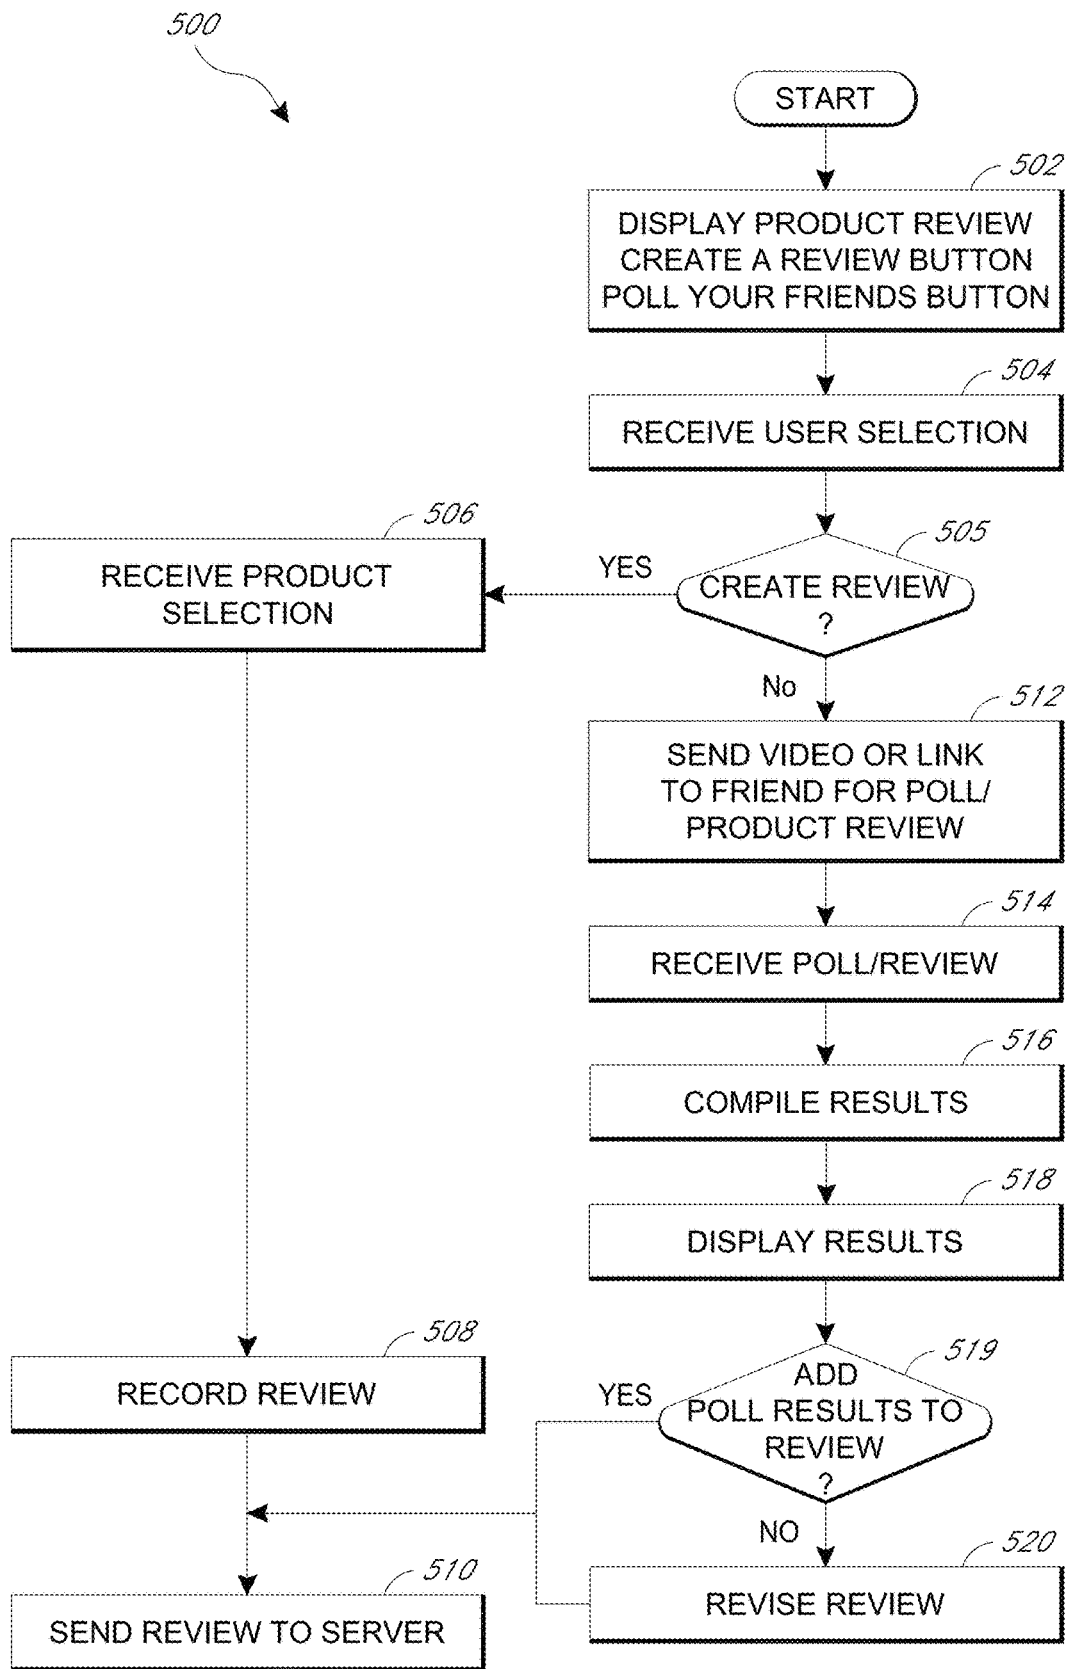 500
START
502
DISPLAY PRODUCT REVIEW
CREATE A REVIEW BUTTON
POLL YOUR FRIENDS BUTTON
504
RECEIVE USER SELECTION
505
CREATE REVIEW
?
YES
506
RECEIVE PRODUCT
SELECTION
No
512
SEND VIDEO OR LINK
TO FRIEND FOR POLL/
PRODUCT REVIEW
514
RECEIVE POLL/REVIEW
516
COMPILE RESULTS
518
DISPLAY RESULTS
508
RECORD REVIEW
519
ADD
POLL RESULTS TO
REVIEW
?
YES
NO
520
REVISE REVIEW
510
SEND REVIEW TO SERVER